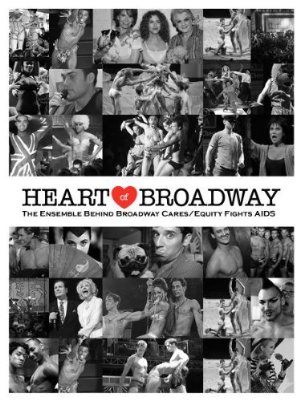 HEART of BROADWAY
THE ENSEMBLE BEHIND BROADWAY CARES/EQUITY FIGHTS AIDS